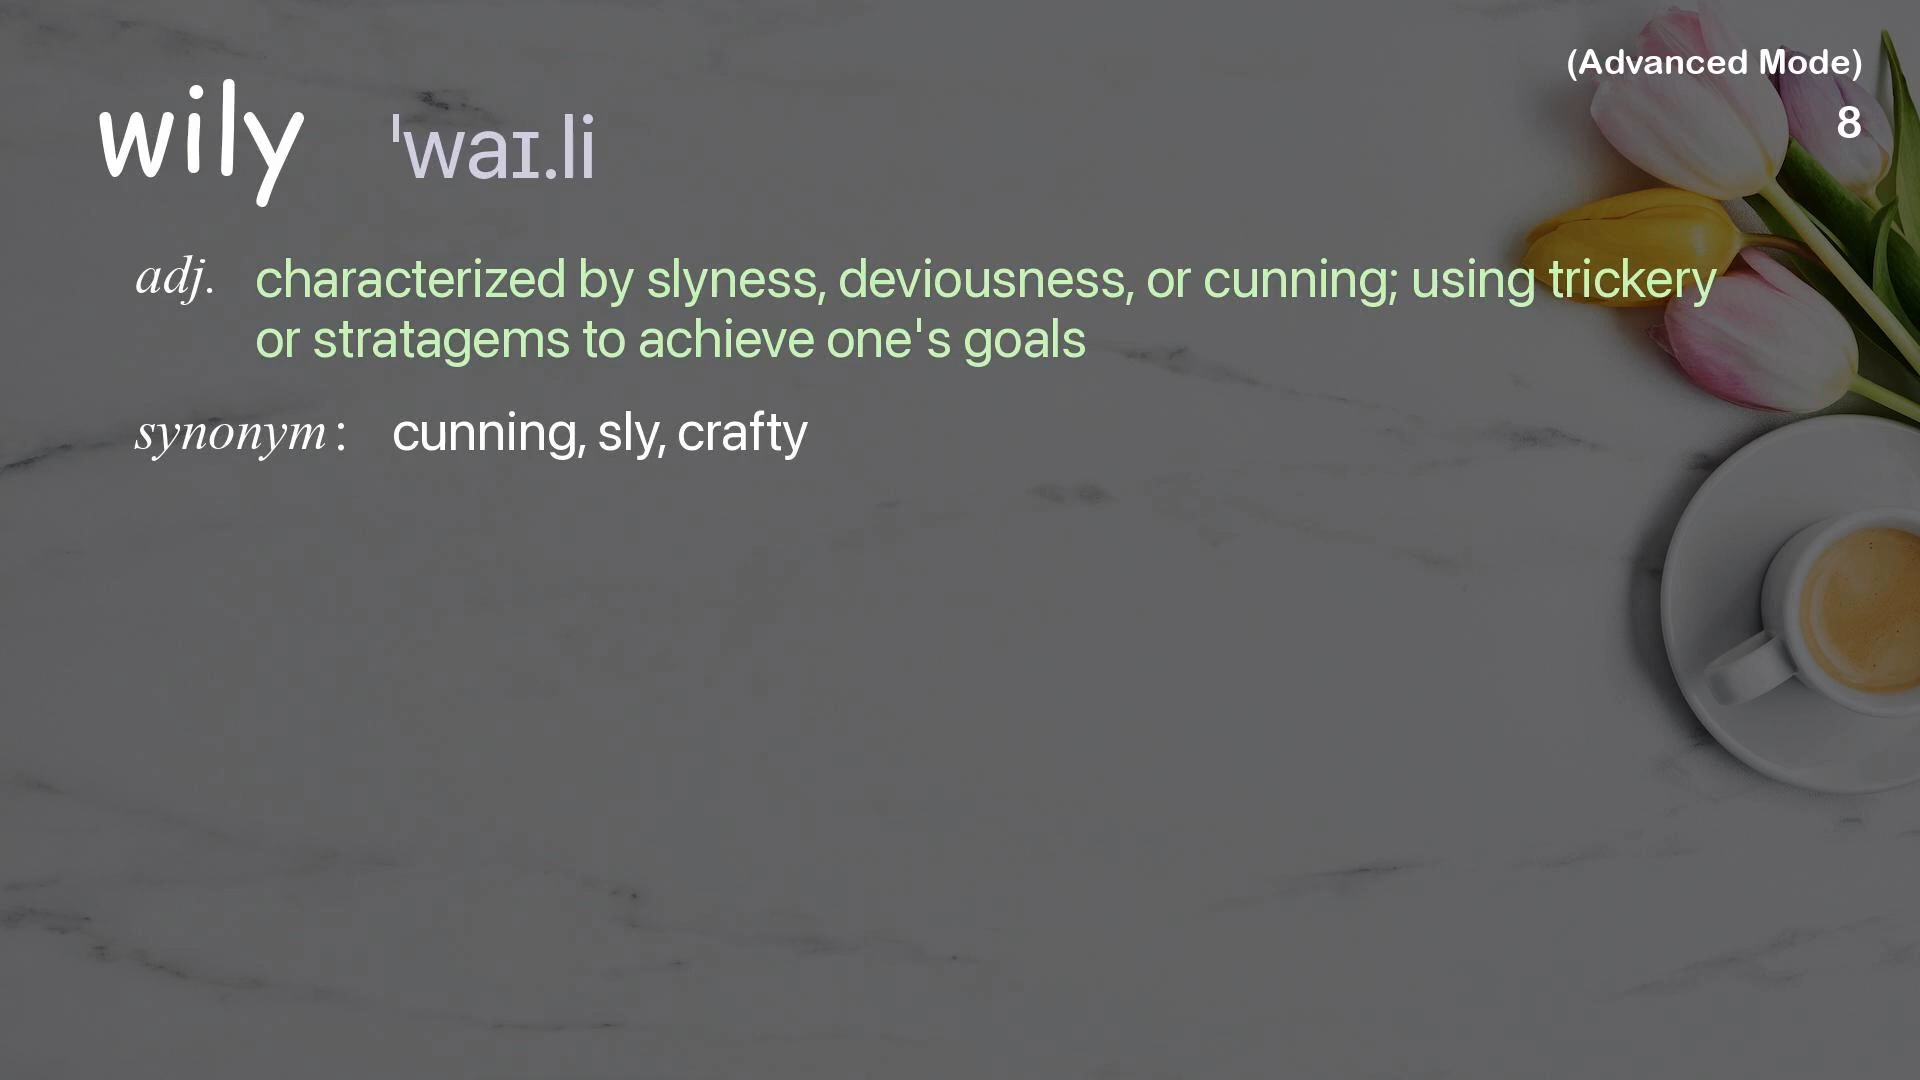 (Advanced Mode)
8
wily ˈwaɪ.li
adj. characterized by slyness, deviousness, or cunning; using trickery
or stratagems to achieve one's goals
synonym: cunning, sly, crafty